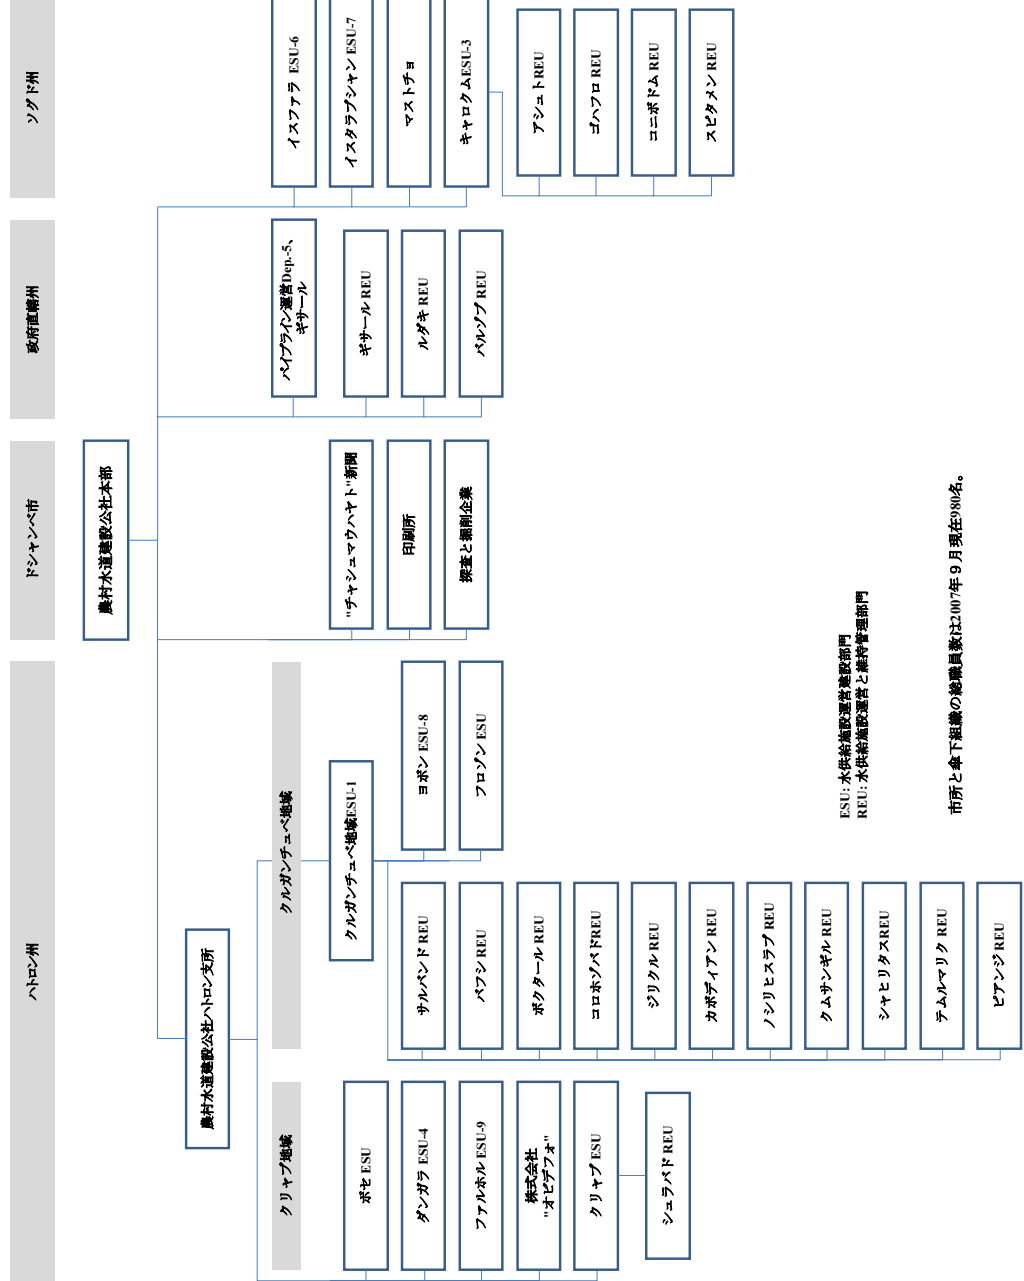 ハトロン州
ドシャンベ市
政府直轄州
ソグド州
農村水道建設公社本部
農村水道建設公社ハトロン支所
クリャブ地域
クルガンチュベ地域
クルガンチュベ地域ESU-1
"チャシュマウハヤト"新聞
印刷所
探査と掘削企業
パイプライン運営Dep.-5、
ギサール
ギサール REU
ルダキ REU
バルゾブ REU
イスファラ ESU-6
イスタラブシャン ESU-7
マストチョ
キャロクムESU-3
アシュトREU
ゴハフロ REU
コニボドム REU
スピタメン REU
ヨボン ESU-8
フロゾン ESU
サルバンド REU
バフシ REU
ボクタール REU
コロホゾバドREU
ジリクル REU
カボディアン REU
ノシリヒスラブ REU
クムサンギル REU
シャヒリタスREU
テムルマリク REU
ピアンジ REU
ボセ ESU
ダンガラ ESU-4
ファルホル ESU-9
株式会社
"オビデフォ"
クリャブ ESU
シュラバド REU
ESU: 水供給施設運営建設部門
REU: 水供給施設運営と維持管理部門
市所と傘下組織の総職員数は2007年９月現在980名。